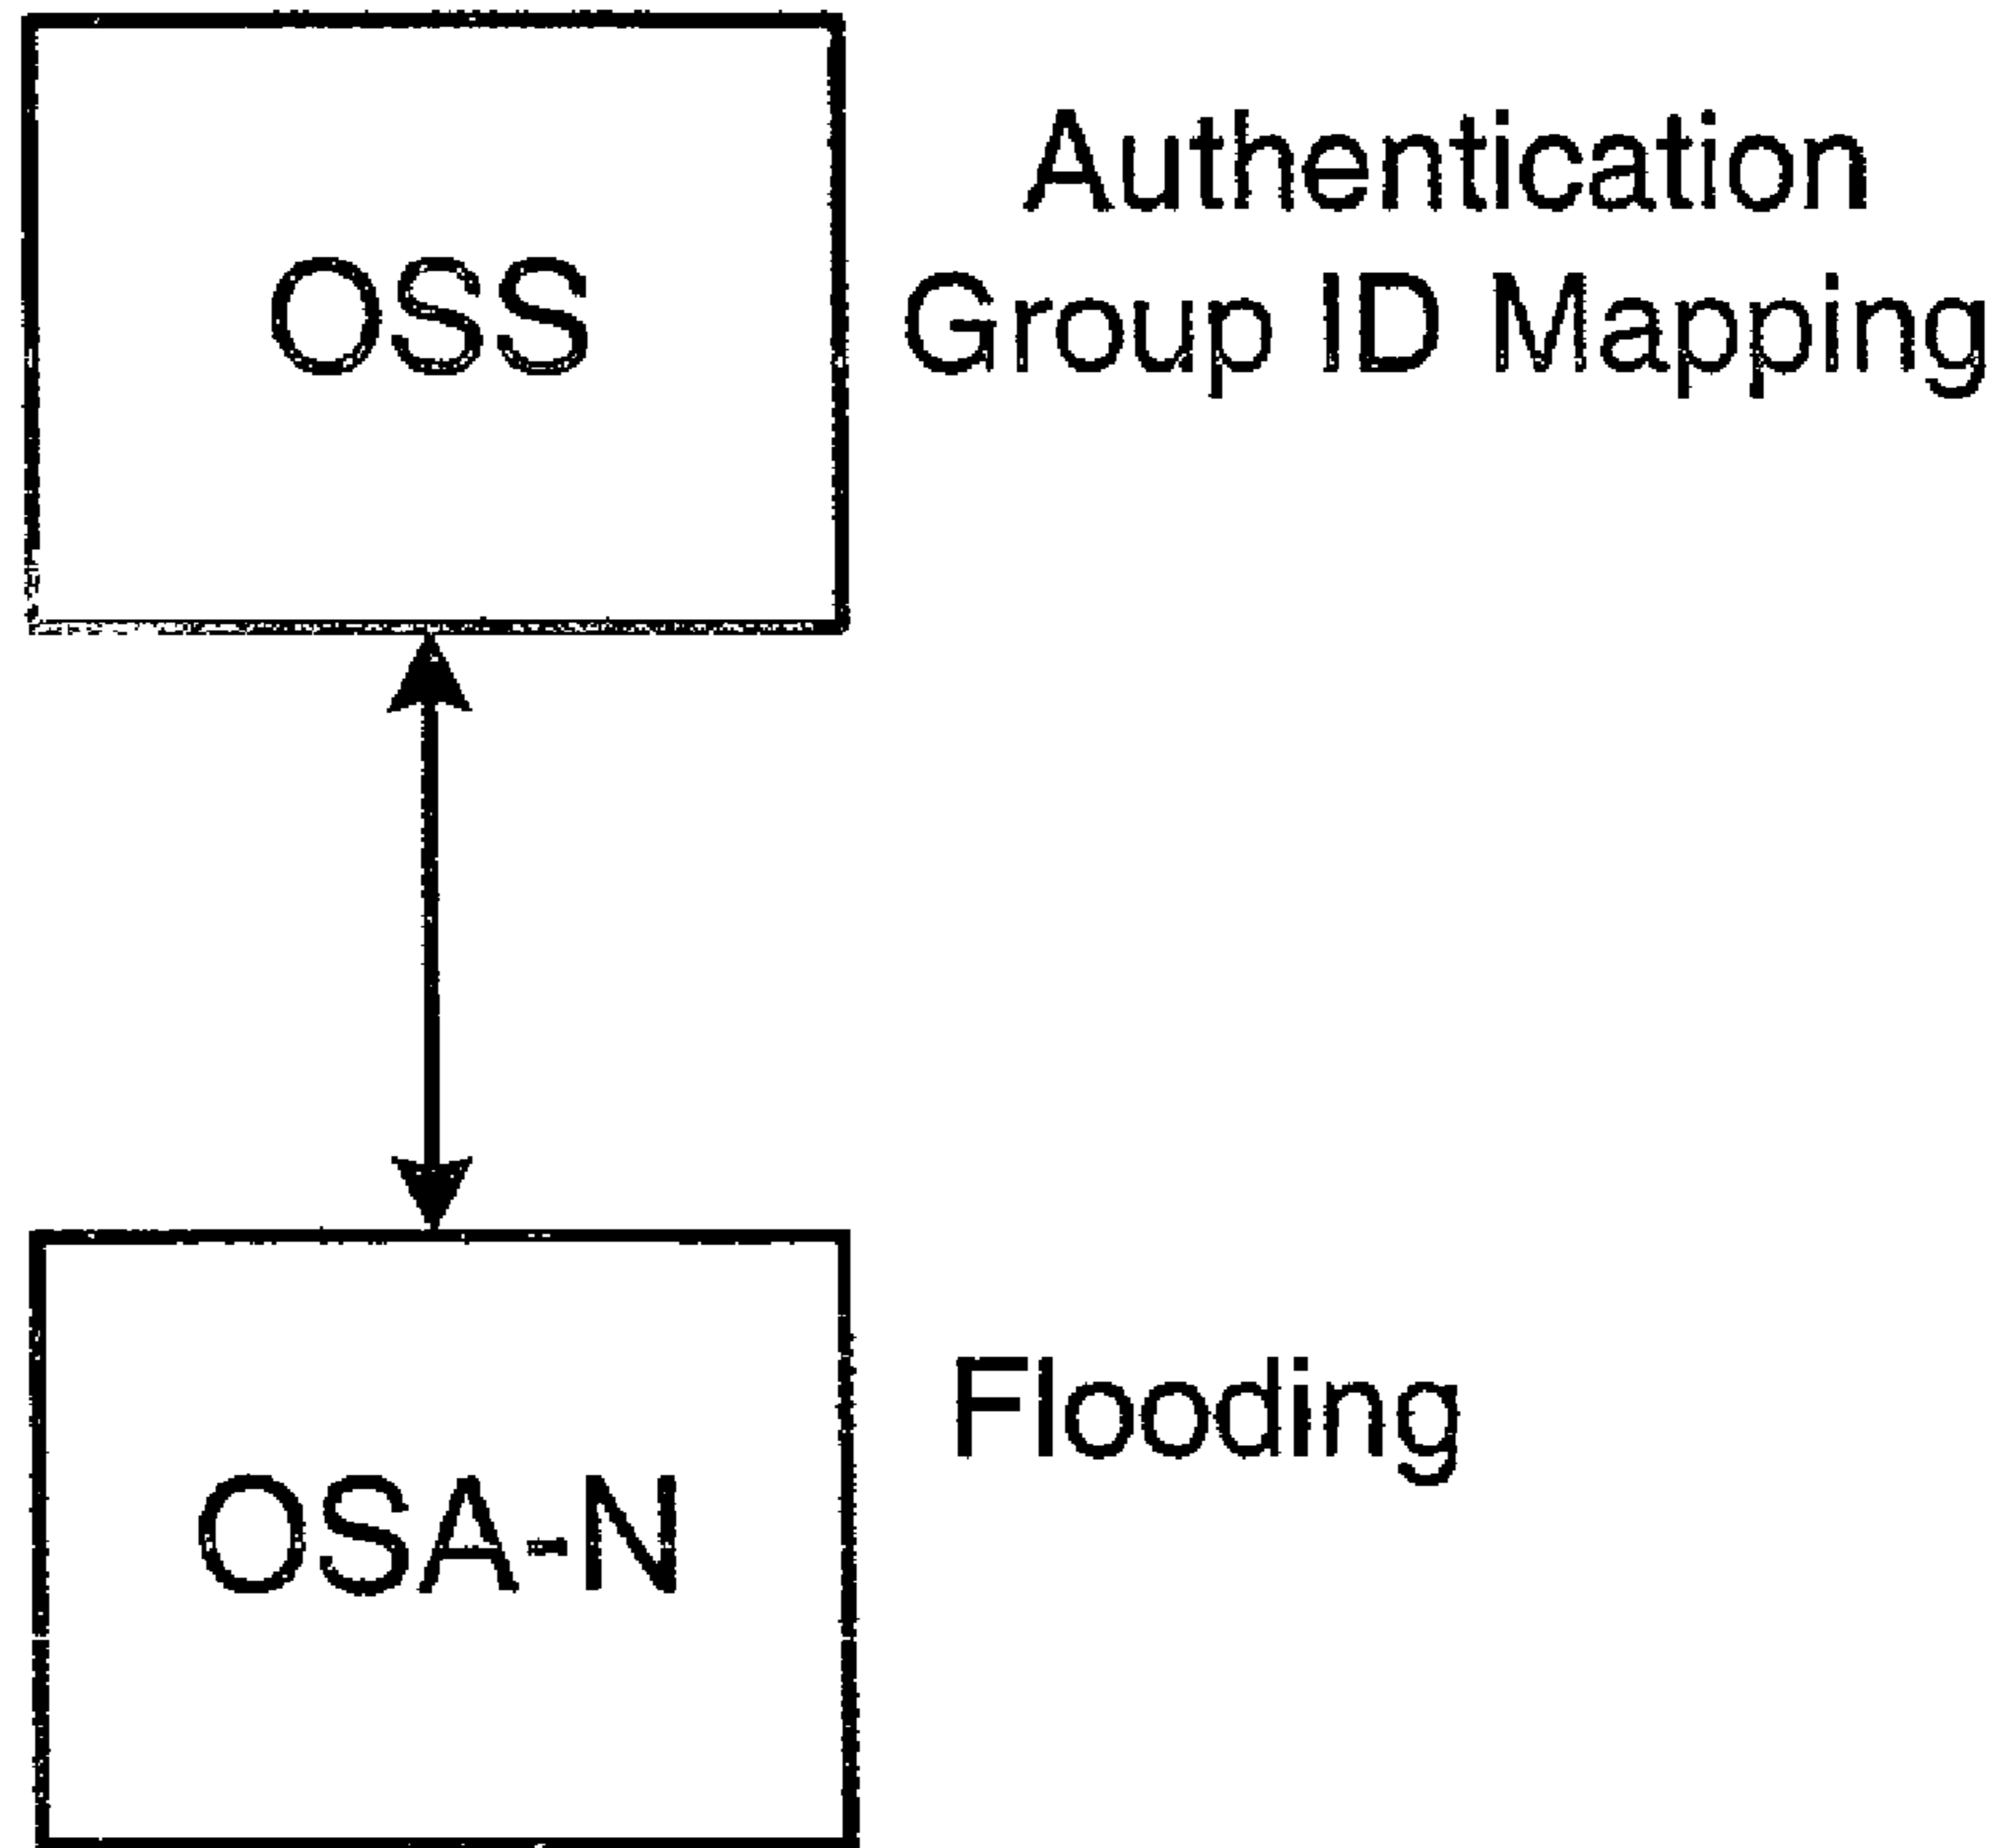 OSS
Authentication
Group ID Mapping
Flooding
OSA-N